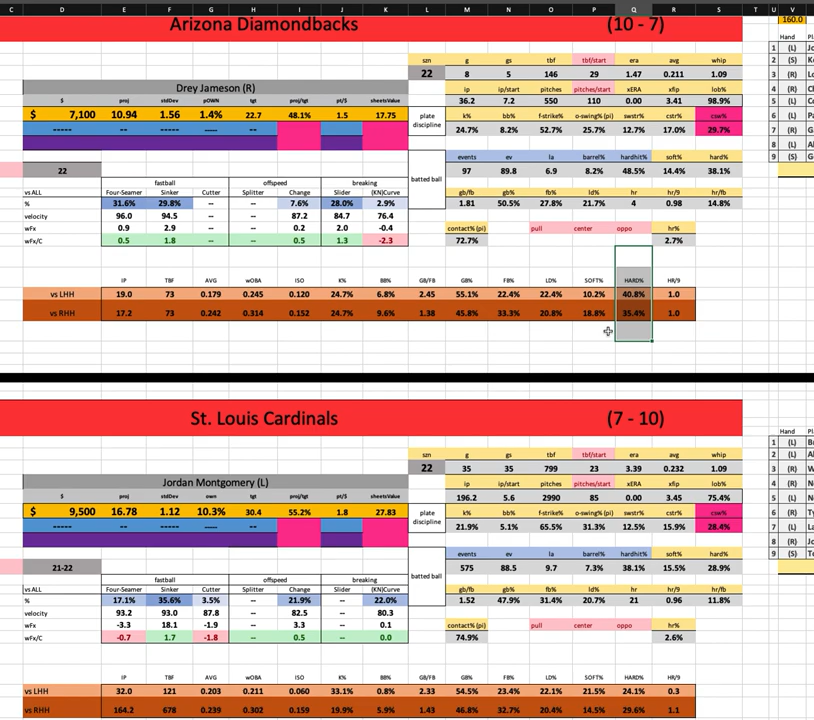 C D E F G H I J K L M N O P Q R S T U V
Arizona Diamondbacks (10 - 7) 160.0
Hand
szn g gs tbf tbf/start era avg whip 1 (L)
22 8 5 146 29 1.47 0.211 1.09 2 (S)
Drey Jameson (R) ip ip/start pitches pitches/start xERA xfip lob% 3 (R)
$ proj stdDev pOWN tgt proj/tgt pt/$ sheetsValue 36.2 7.2 550 110 0.00 3.41 98.9% 4 (R)
$ 7,100 10.94 1.56 1.4% 22.7 48.1% 1.5 17.75 plate discipline k% bb% f-strike% o-swing% (pi) swstr% cstr% csw% 5 (L)
----- -- ----- -- 24.7% 8.2% 52.7% 25.7% 12.7% 17.0% 29.7% 6 (L)
7 (R)
batted ball events ev la barrel% hardhit% soft% hard% 8 (L)
22 97 89.8 6.9 8.2% 48.5% 14.4% 38.1% 9 (S)
fastball offspeed breaking
vs ALL Four-Seamer Sinker Cutter Splitter Change Slider (KN)Curve gb/fb gb% fb% ld% hr hr/9 hr/fb
% 31.6% 29.8% -- -- 7.6% 28.0% 2.9% 1.81 50.5% 27.8% 21.7% 4 0.98 14.8%
velocity 96.0 94.5 -- -- 87.2 84.7 76.4
wFx 0.9 2.9 -- -- 0.2 2.0 -0.4 contact% (pi) pull center oppo hr%
wFx/C 0.5 1.8 -- -- 0.5 1.3 -2.3 72.7% 2.7%
IP TBF AVG wOBA ISO K% BB% GB/FB GB% FB% LD% SOFT% HARD% HR/9
vs LHH 19.0 73 0.179 0.245 0.120 24.7% 6.8% 2.45 55.1% 22.4% 22.4% 10.2% 40.8% 1.0
vs RHH 17.2 73 0.242 0.314 0.152 24.7% 9.6% 1.38 45.8% 33.3% 20.8% 18.8% 35.4% 1.0
St. Louis Cardinals (7 - 10)
Hand
szn g gs tbf tbf/start era avg whip 1 (L)
22 35 35 799 23 3.39 0.232 1.09 2 (L)
Jordan Montgomery (L) ip ip/start pitches pitches/start xERA xfip lob% 3 (R)
$ proj stdDev own tgt proj/tgt pt/$ sheetsValue 196.2 5.6 2990 85 0.00 3.45 75.4% 4 (R)
$ 9,500 16.78 1.12 10.3% 30.4 55.2% 1.8 27.83 plate discipline k% bb% f-strike% o-swing% (pi) swstr% cstr% csw% 5 (L)
----- -- ----- -- 21.9% 5.1% 65.5% 31.3% 12.5% 15.9% 28.4% 6 (R)
7 (L)
batted ball events ev la barrel% hardhit% soft% hard% 8 (R)
21-22 575 88.5 9.7 7.3% 38.1% 15.5% 28.9% 9 (S)
fastball offspeed breaking
vs ALL Four-Seamer Sinker Cutter Splitter Change Slider (KN)Curve gb/fb gb% fb% ld% hr hr/9 hr/fb
% 17.1% 35.6% 3.5% -- 21.9% -- 22.0% 1.52 47.9% 31.4% 20.7% 21 0.96 11.8%
velocity 93.2 93.0 87.8 -- 82.5 -- 80.3
wFx -3.3 18.1 -1.9 -- 3.3 -- 0.1 contact% (pi) pull center oppo hr%
wFx/C -0.7 1.7 -1.8 -- 0.5 -- 0.0 74.9% 2.6%
IP TBF AVG wOBA ISO K% BB% GB/FB GB% FB% LD% SOFT% HARD% HR/9
vs LHH 32.0 121 0.203 0.211 0.060 33.1% 0.8% 2.33 54.5% 23.4% 22.1% 21.5% 24.1% 0.3
vs RHH 164.2 678 0.239 0.302 0.159 19.9% 5.9% 1.43 46.8% 32.7% 20.4% 14.5% 29.6% 1.1